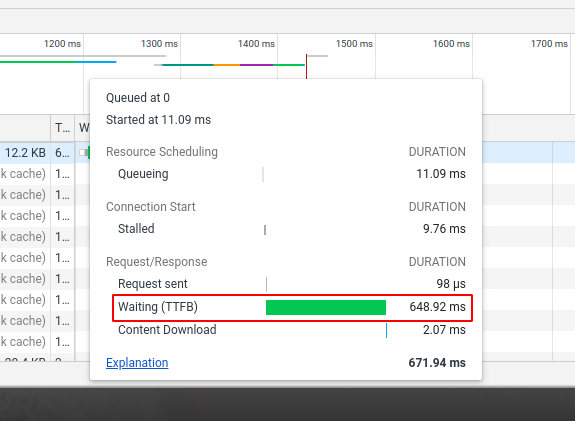 1200 ms 1300 ms 1400 ms 1500 ms 1600 ms 1700 ms
Queued at 0
Started at 11.09 ms
T... W
12.2 KB 6...
Resource Scheduling DURATION
k cache) 1...
Queueing 11.09 ms
k cache) 1...
Connection Start DURATION
k cache) 1...
Stalled 9.76 ms
k cache) 1...
Request/Response DURATION
k cache) 1...
Request sent 98 μs
k cache) 1...
Waiting (TTFB) 648.92 ms
k cache) 1...
Content Download 2.07 ms
k cache) 1...
k cache) 1...
Explanation 671.94 ms